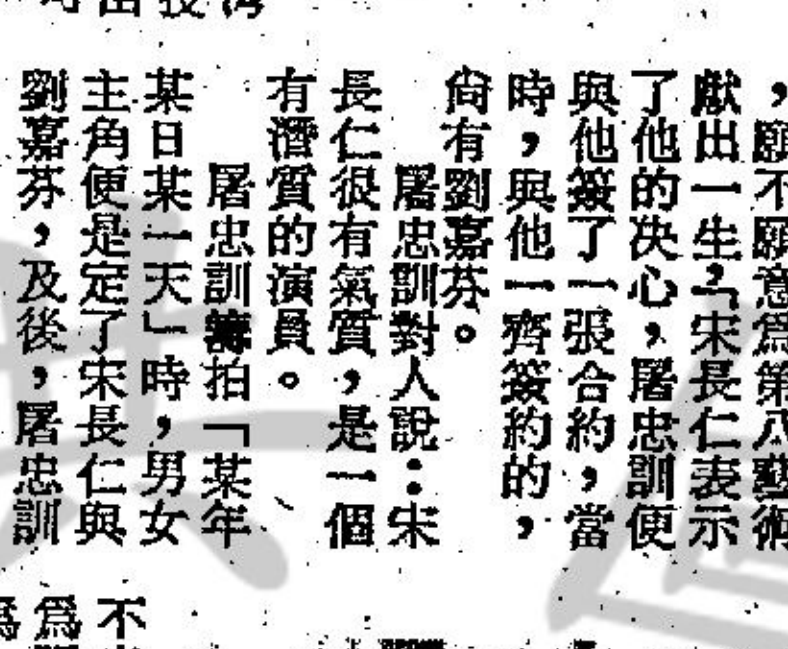 ，願不願意爲第八藝術
獻出一生？」宋長仁表示
了他的決心，屠忠訓便
與他簽了一張合約，當
時，與他一齊簽約的，
尙有劉嘉芬。
屠忠訓對人說：宋
長仁很有氣質，是一個
有潛質的演員。
屠忠訓籌拍「某年
某日某一天」時，男女
主角便是定了宋長仁與
劉嘉芬，及後，屠忠訓
不
爲
爲